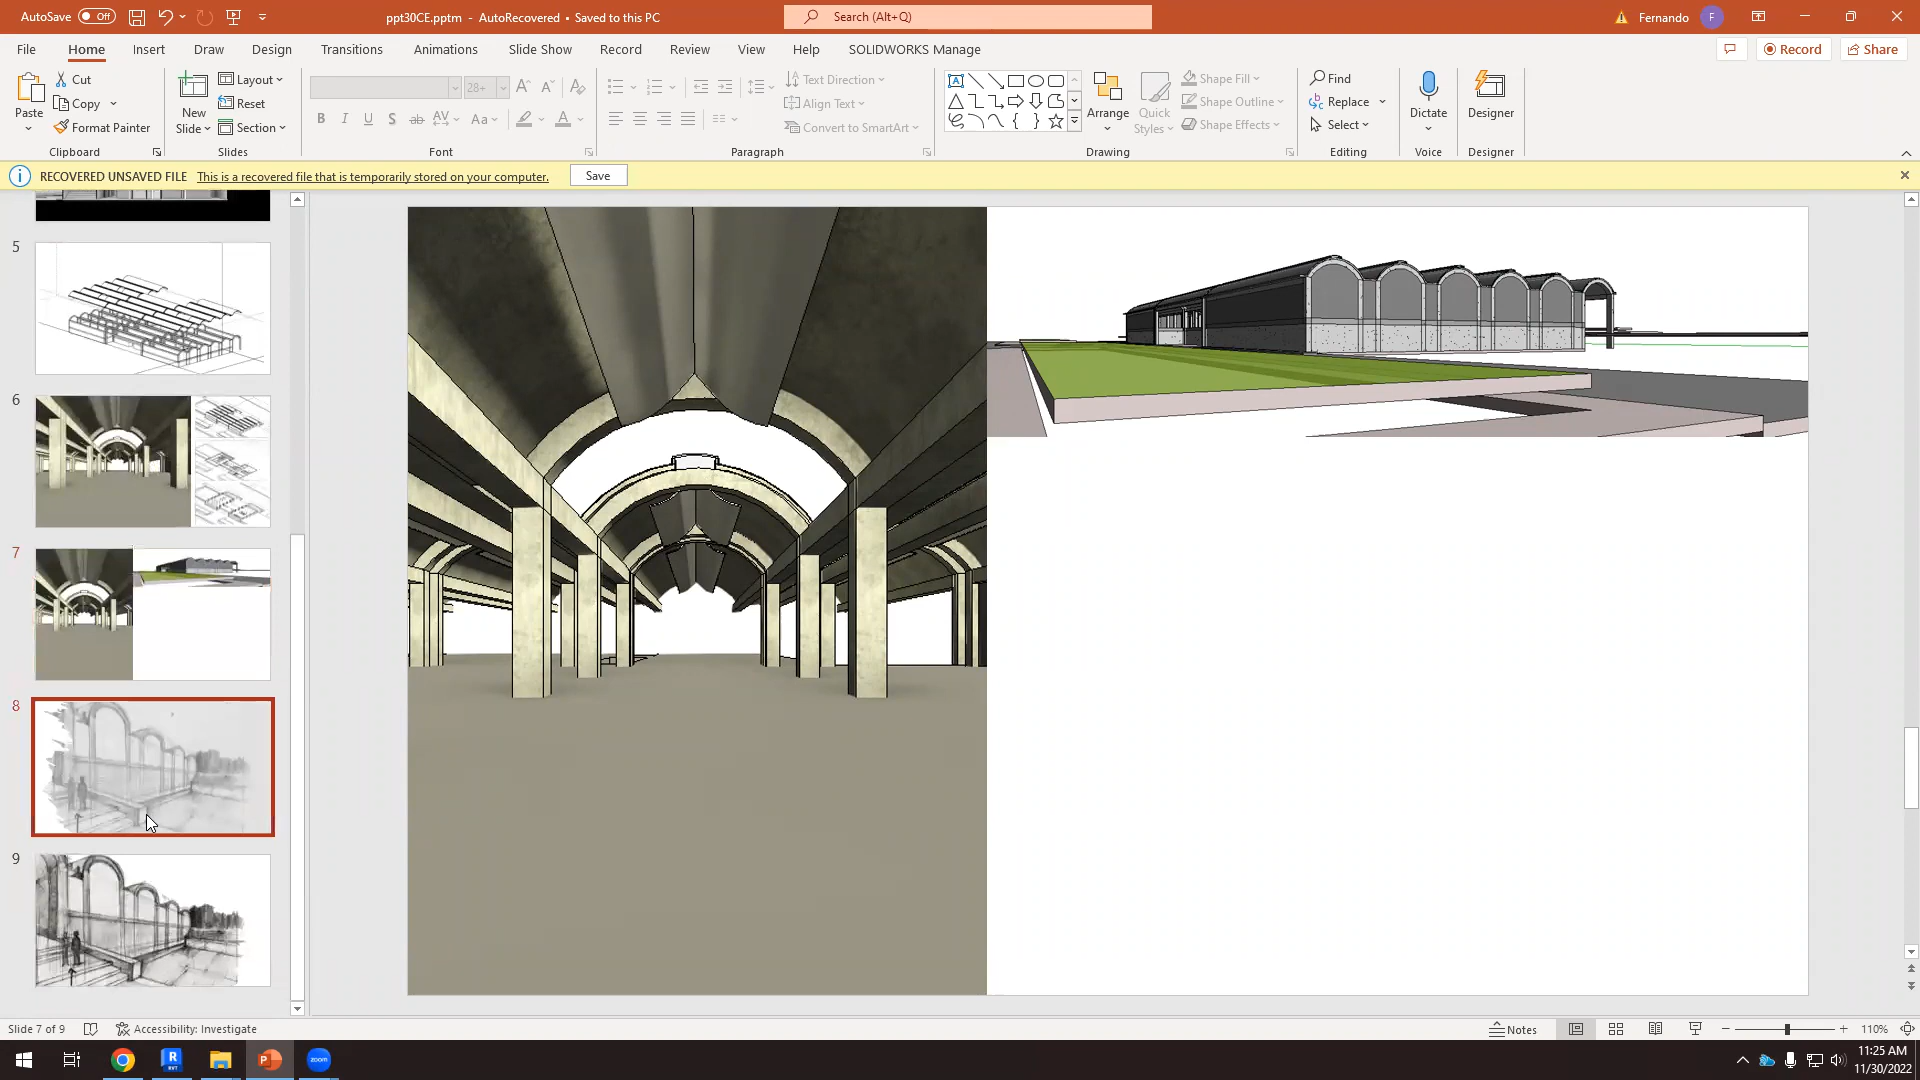 AutoSave Off ppt30CE.pptm - AutoRecovered • Saved to this PC Search (Alt+Q) Fernando F
File Home Insert Draw Design Transitions Animations Slide Show Record Review View Help SOLIDWORKS Manage Record Share
Paste Cut Copy Format Painter
New Slide Layout Reset Section
28+ Aa
Text Direction Align Text Convert to SmartArt
Arrange Quick Styles Shape Fill Shape Outline Shape Effects
Find Replace Select
Dictate Designer
Clipboard Slides Font Paragraph Drawing Editing Voice Designer
RECOVERED UNSAVED FILE This is a recovered file that is temporarily stored on your computer. Save
5
6
7
8
9
Slide 7 of 9 Accessibility: Investigate Notes 110%
R RVT P zoom
11:25 AM
11/30/2022